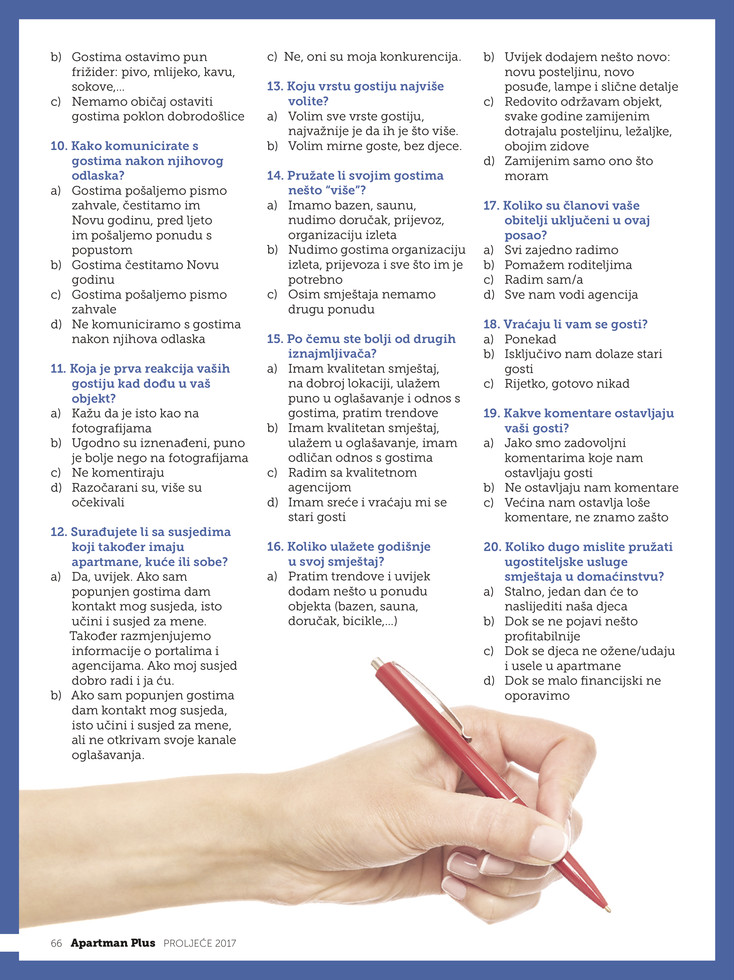 b) Gostima ostavimo pun
frižider: pivo, mlijeko, kavu,
sokove,...
c) Nemamo običaj ostaviti
gostima poklon dobrodošlice
10. Kako komunicirate s
gostima nakon njihovog
odlaska?
a) Gostima pošaljemo pismo
zahvale, čestitamo im
Novu godinu, pred ljeto
im pošaljemo ponudu s
popustom
b) Gostima čestitamo Novu
godinu
c) Gostima pošaljemo pismo
zahvale
d) Ne komuniciramo s gostima
nakon njihova odlaska
11. Koja je prva reakcija vaših
gostiju kad dođu u vaš
objekt?
a) Kažu da je isto kao na
fotografijama
b) Ugodno su iznenađeni, puno
je bolje nego na fotografijama
c) Ne komentiraju
d) Razočarani su, više su
očekivali
12. Surađujete li sa susjedima
koji također imaju
apartmane, kuće ili sobe?
a) Da, uvijek. Ako sam
popunjen gostima dam
kontakt mog susjeda, isto
učini i susjed za mene.
Također razmjenjujemo
informacije o portalima i
agencijama. Ako moj susjed
dobro radi i ja ću.
b) Ako sam popunjen gostima
dam kontakt mog susjeda,
isto učini i susjed za mene,
ali ne otkrivam svoje kanale
oglašavanja.
c) Ne, oni su moja konkurencija.
13. Koju vrstu gostiju najviše
volite?
a) Volim sve vrste gostiju,
najvažnije je da ih je što više.
b) Volim mirne goste, bez djece.
14. Pružate li svojim gostima
nešto “više”?
a) Imamo bazen, saunu,
nudimo doručak, prijevoz,
organizaciju izleta
b) Nudimo gostima organizaciju
izleta, prijevoza i sve što im je
potrebno
c) Osim smještaja nemamo
drugu ponudu
15. Po čemu ste bolji od drugih
iznajmljivača?
a) Imam kvalitetan smještaj,
na dobroj lokaciji, ulažem
puno u oglašavanje i odnos s
gostima, pratim trendove
b) Imam kvalitetan smještaj,
ulažem u oglašavanje, imam
odličan odnos s gostima
c) Radim sa kvalitetnom
agencijom
d) Imam sreće i vraćaju mi se
stari gosti
16. Koliko ulažete godišnje
u svoj smještaj?
a) Pratim trendove i uvijek
dodam nešto u ponudu
objekta (bazen, sauna,
doručak, bicikle,...)
b) Uvijek dodajem nešto novo:
novu posteljinu, novo
posuđe, lampe i slične detalje
c) Redovito održavam objekt,
svake godine zamijenim
dotrajalu posteljinu, ležaljke,
obojim zidove
d) Zamijenim samo ono što
moram
17. Koliko su članovi vaše
obitelji uključeni u ovaj
posao?
a) Svi zajedno radimo
b) Pomažem roditeljima
c) Radim sam/a
d) Sve nam vodi agencija
18. Vraćaju li vam se gosti?
a) Ponekad
b) Isključivo nam dolaze stari
gosti
c) Rijetko, gotovo nikad
19. Kakve komentare ostavljaju
vaši gosti?
a) Jako smo zadovoljni
komentarima koje nam
ostavljaju gosti
b) Ne ostavljaju nam komentare
c) Većina nam ostavlja loše
komentare, ne znamo zašto
20. Koliko dugo mislite pružati
ugostiteljske usluge
smještaja u domaćinstvu?
a) Stalno, jedan dan će to
naslijediti naša djeca
b) Dok se ne pojavi nešto
profitabilnije
c) Dok se djeca ne ožene/udaju
i usele u apartmane
d) Dok se malo financijski ne
oporavimo
66 Apartman Plus PROLJEĆE 2017